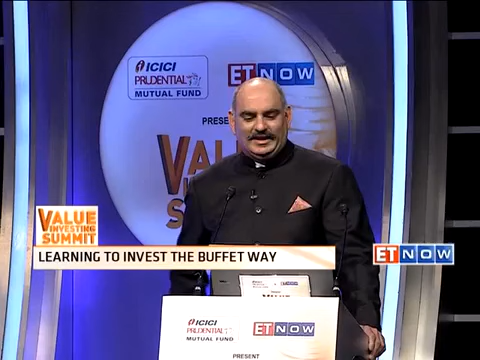 ICICI
PRUDENTIAL
MUTUAL FUND
ET NOW
PRESE
VALUE
INVESTING
SUMMIT
LEARNING TO INVEST THE BUFFET WAY
ET NOW
ICICI
PRUDENTIAL
MUTUAL FUND
ET NOW
PRESENT